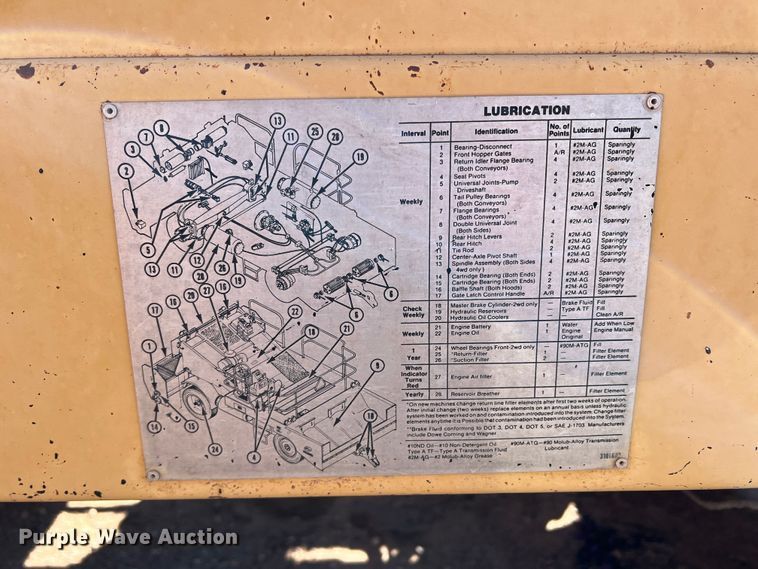 LUBRICATION
Interval Point Identification No. of Points Lubricant Quantity
Weekly
1 Bearing-Disconnect 1 #2M-AG Sparingly
2 Front Hopper Gates A/R #2M-AG Sparingly
3 Return Idler Flange Bearing 4 #2M-AG Sparingly
(Both Conveyors)
4 Seat Pivots 4 #2M-AG Sparingly
5 Universal Joints-Pump 4 #2M-AG Sparingly
Driveshaft
6 Tail Pulley Bearings 4 #2M-AG Sparingly
(Both Conveyors)
7 Flange Bearings 4 #2M-AG Sparingly
(Both Conveyors)
8 Double Universal Joint 4 #2M-AG Sparingly
(Both Sides)
9 Rear Hitch Levers 2 #2M-AG Sparingly
10 Rear Hitch 4 #2M-AG Sparingly
11 Tie Rod 2 #2M-AG Sparingly
12 Center-Axle Pivot Shaft 1 #2M-AG Sparingly
13 Spindle Assembly (Both Sides 4 #2M-AG Sparingly
4wd only)
14 Cartridge Bearing (Both Ends) 2 #2M-AG Sparingly
15 Cartridge Bearing (Both Ends) 2 #2M-AG Sparingly
16 Baffle Shaft (Both Hoods) 2 #2M-AG Sparingly
17 Gate Latch Control Handle A/R #2M-AG Sparingly
Check Weekly
18 Master Brake Cylinder-2wd only — Brake Fluid Fill
19 Hydraulic Reservoirs — Type A TF Fill
20 Hydraulic Oil Coolers — — Clean A/R
Weekly
21 Engine Battery 1 Water Add When Low
22 Engine Oil 1 Engine Engine Manual
Original
1 Year
24 Wheel Bearings Front-2wd only — #90M-ATG Fill
25 *Return-Filter Filter Element
26 *Suction Filter 2 Filter Element
When Indicator Turns Red
27 Engine Air filter 1 — Filter Element
Yearly 28 Reservoir Breather 1 — Filter Element
*On new machines change return line filter elements after first two weeks of operation.
After initial change (two weeks) replace elements on an annual basis unless hydraulic
system has been worked on and contamination introduced into the system. Change filter
elements anytime it is Possible that contamination had been introduced into the System.
**Brake Fluid conforming to DOT 3, DOT 4, DOT 5, or SAE J-1703. Manufacturers
include Dow Corning and Wagner.
#10ND Oil—#10 Non-Detergent Oil #90M-ATG—#90 Molub-Alloy Transmission
Type A TF—Type A Transmission Fluid Lubricant
#2M-AG—#2 Molub-Alloy Grease
Purple Wave Auction